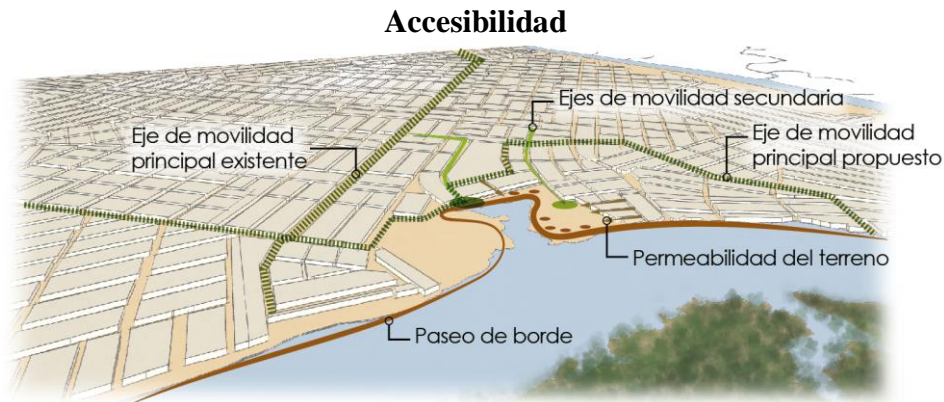 Accesibilidad
Ejes de movilidad secundaria
Eje de movilidad
principal existente
Eje de movilidad
principal propuesto
Permeabilidad del terreno
Paseo de borde